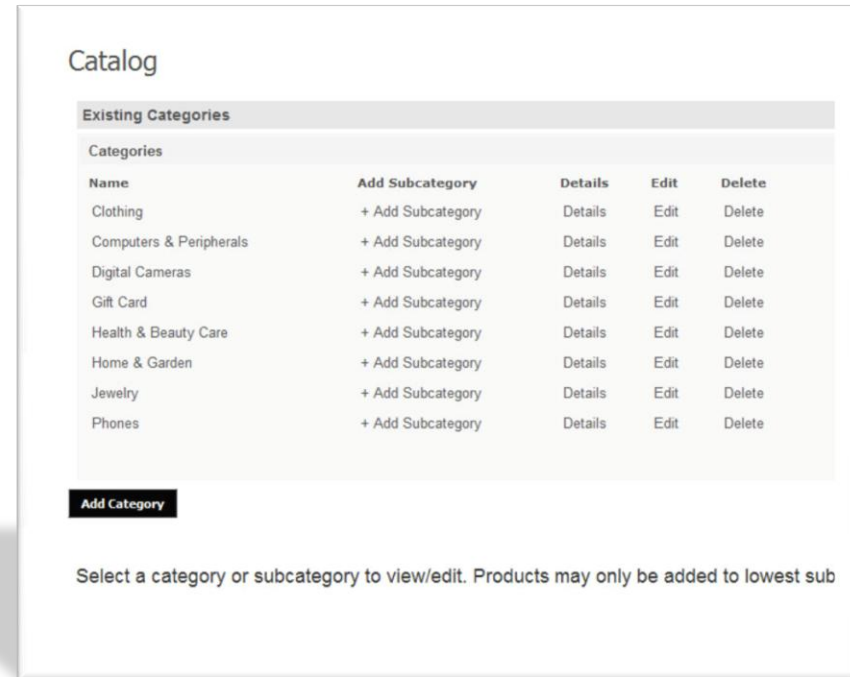 Catalog
Existing Categories
Categories
Name Add Subcategory Details Edit Delete
Clothing + Add Subcategory Details Edit Delete
Computers & Peripherals + Add Subcategory Details Edit Delete
Digital Cameras + Add Subcategory Details Edit Delete
Gift Card + Add Subcategory Details Edit Delete
Health & Beauty Care + Add Subcategory Details Edit Delete
Home & Garden + Add Subcategory Details Edit Delete
Jewelry + Add Subcategory Details Edit Delete
Phones + Add Subcategory Details Edit Delete
Add Category
Select a category or subcategory to view/edit. Products may only be added to lowest sub